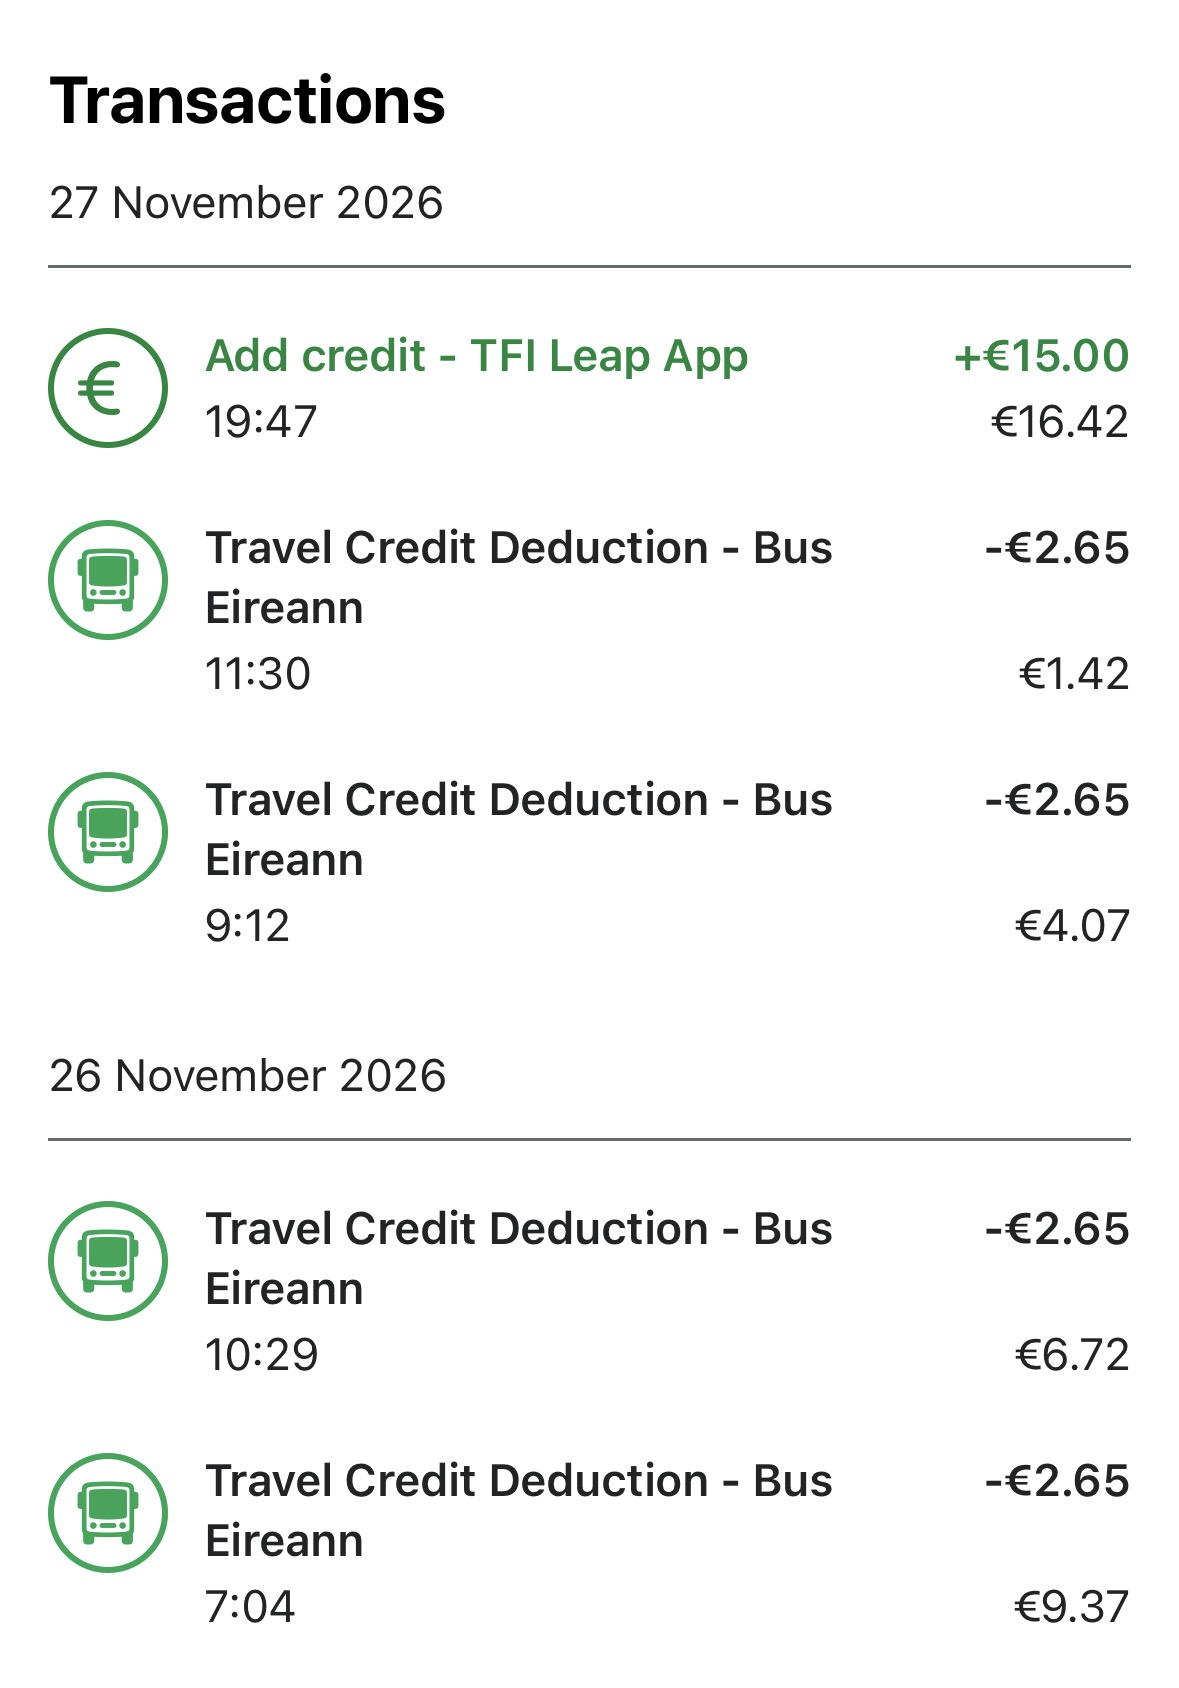 Transactions
27 November 2026
Add credit - TFI Leap App +€15.00
19:47 €16.42
Travel Credit Deduction - Bus -€2.65
Eireann
11:30 €1.42
Travel Credit Deduction - Bus -€2.65
Eireann
9:12 €4.07
26 November 2026
Travel Credit Deduction - Bus -€2.65
Eireann
10:29 €6.72
Travel Credit Deduction - Bus -€2.65
Eireann
7:04 €9.37